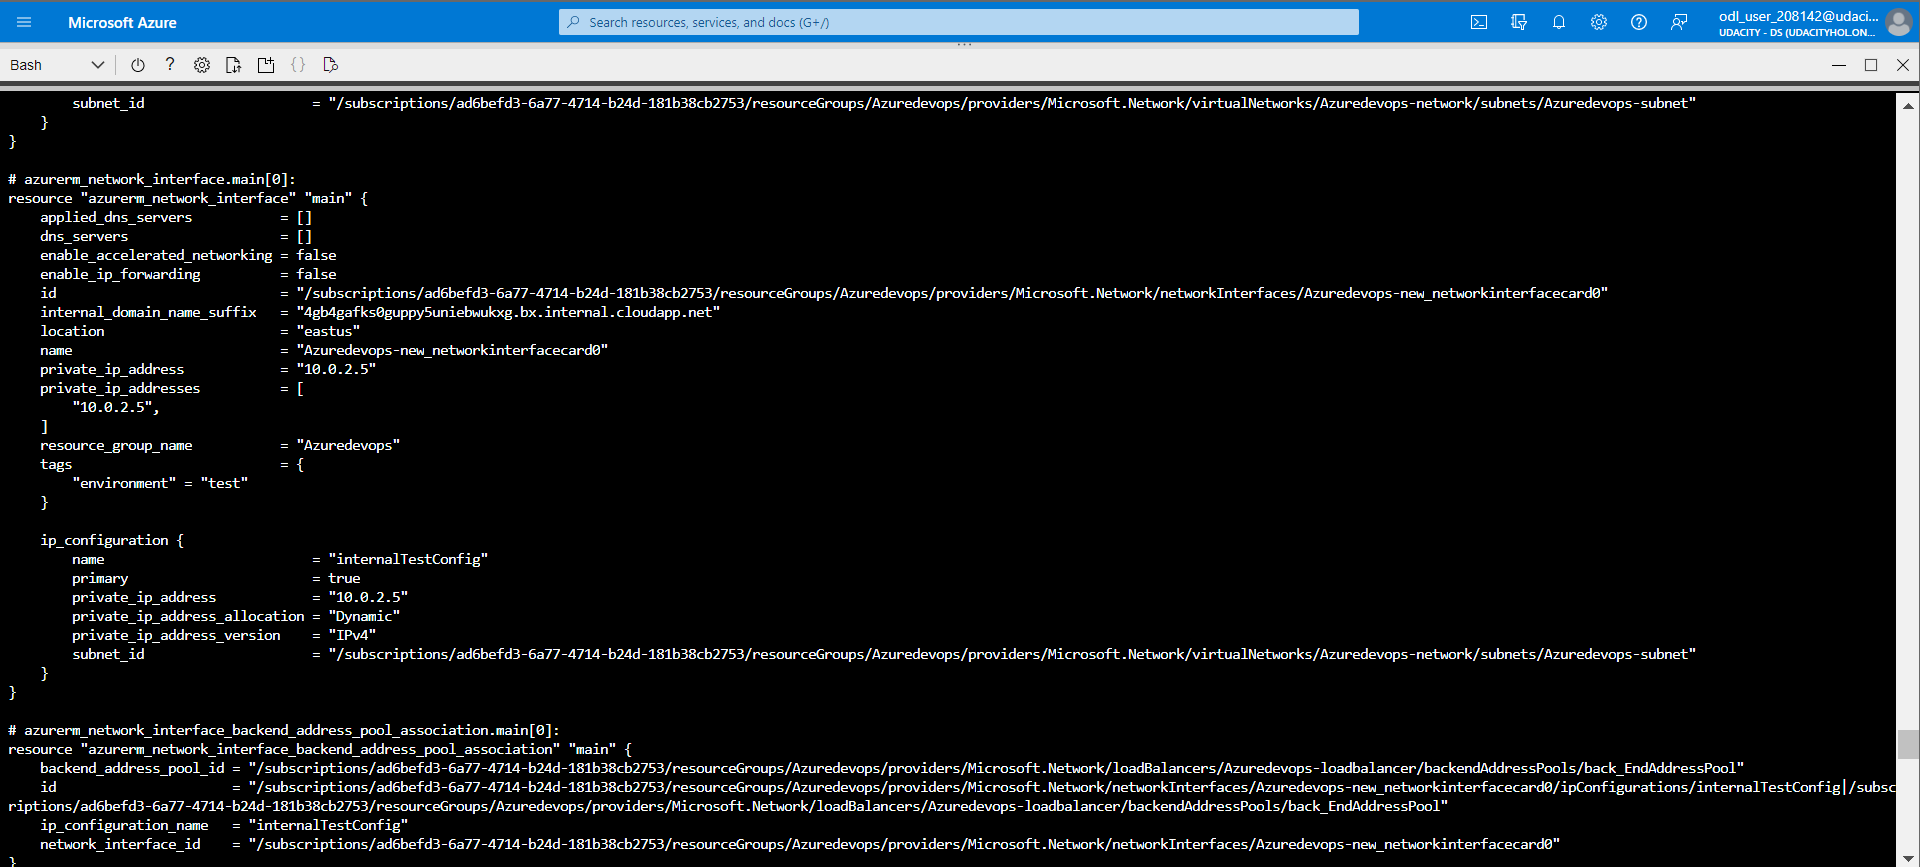 Microsoft Azure
Search resources, services, and docs (G+/)
odl_user_208142@udaci...
UDACITY - DS (UDACITYHOL.ON...
Bash
subnet_id = "/subscriptions/ad6befd3-6a77-4714-b24d-181b38cb2753/resourceGroups/Azuredevops/providers/Microsoft.Network/virtualNetworks/Azuredevops-network/subnets/Azuredevops-subnet"
}
}
# azurerm_network_interface.main[0]:
resource "azurerm_network_interface" "main" {
applied_dns_servers = []
dns_servers = []
enable_accelerated_networking = false
enable_ip_forwarding = false
id = "/subscriptions/ad6befd3-6a77-4714-b24d-181b38cb2753/resourceGroups/Azuredevops/providers/Microsoft.Network/networkInterfaces/Azuredevops-new_networkinterfacecard0"
internal_domain_name_suffix = "4gb4gafks0guppy5uniebwukxg.bx.internal.cloudapp.net"
location = "eastus"
name = "Azuredevops-new_networkinterfacecard0"
private_ip_address = "10.0.2.5"
private_ip_addresses = [
"10.0.2.5",
]
resource_group_name = "Azuredevops"
tags = {
"environment" = "test"
}
ip_configuration {
name = "internalTestConfig"
primary = true
private_ip_address = "10.0.2.5"
private_ip_address_allocation = "Dynamic"
private_ip_address_version = "IPv4"
subnet_id = "/subscriptions/ad6befd3-6a77-4714-b24d-181b38cb2753/resourceGroups/Azuredevops/providers/Microsoft.Network/virtualNetworks/Azuredevops-network/subnets/Azuredevops-subnet"
}
}
# azurerm_network_interface_backend_address_pool_association.main[0]:
resource "azurerm_network_interface_backend_address_pool_association" "main" {
backend_address_pool_id = "/subscriptions/ad6befd3-6a77-4714-b24d-181b38cb2753/resourceGroups/Azuredevops/providers/Microsoft.Network/loadBalancers/Azuredevops-loadbalancer/backendAddressPools/back_EndAddressPool"
id = "/subscriptions/ad6befd3-6a77-4714-b24d-181b38cb2753/resourceGroups/Azuredevops/providers/Microsoft.Network/networkInterfaces/Azuredevops-new_networkinterfacecard0/ipConfigurations/internalTestConfig|/subsc
riptions/ad6befd3-6a77-4714-b24d-181b38cb2753/resourceGroups/Azuredevops/providers/Microsoft.Network/loadBalancers/Azuredevops-loadbalancer/backendAddressPools/back_EndAddressPool"
ip_configuration_name = "internalTestConfig"
network_interface_id = "/subscriptions/ad6befd3-6a77-4714-b24d-181b38cb2753/resourceGroups/Azuredevops/providers/Microsoft.Network/networkInterfaces/Azuredevops-new_networkinterfacecard0"
}